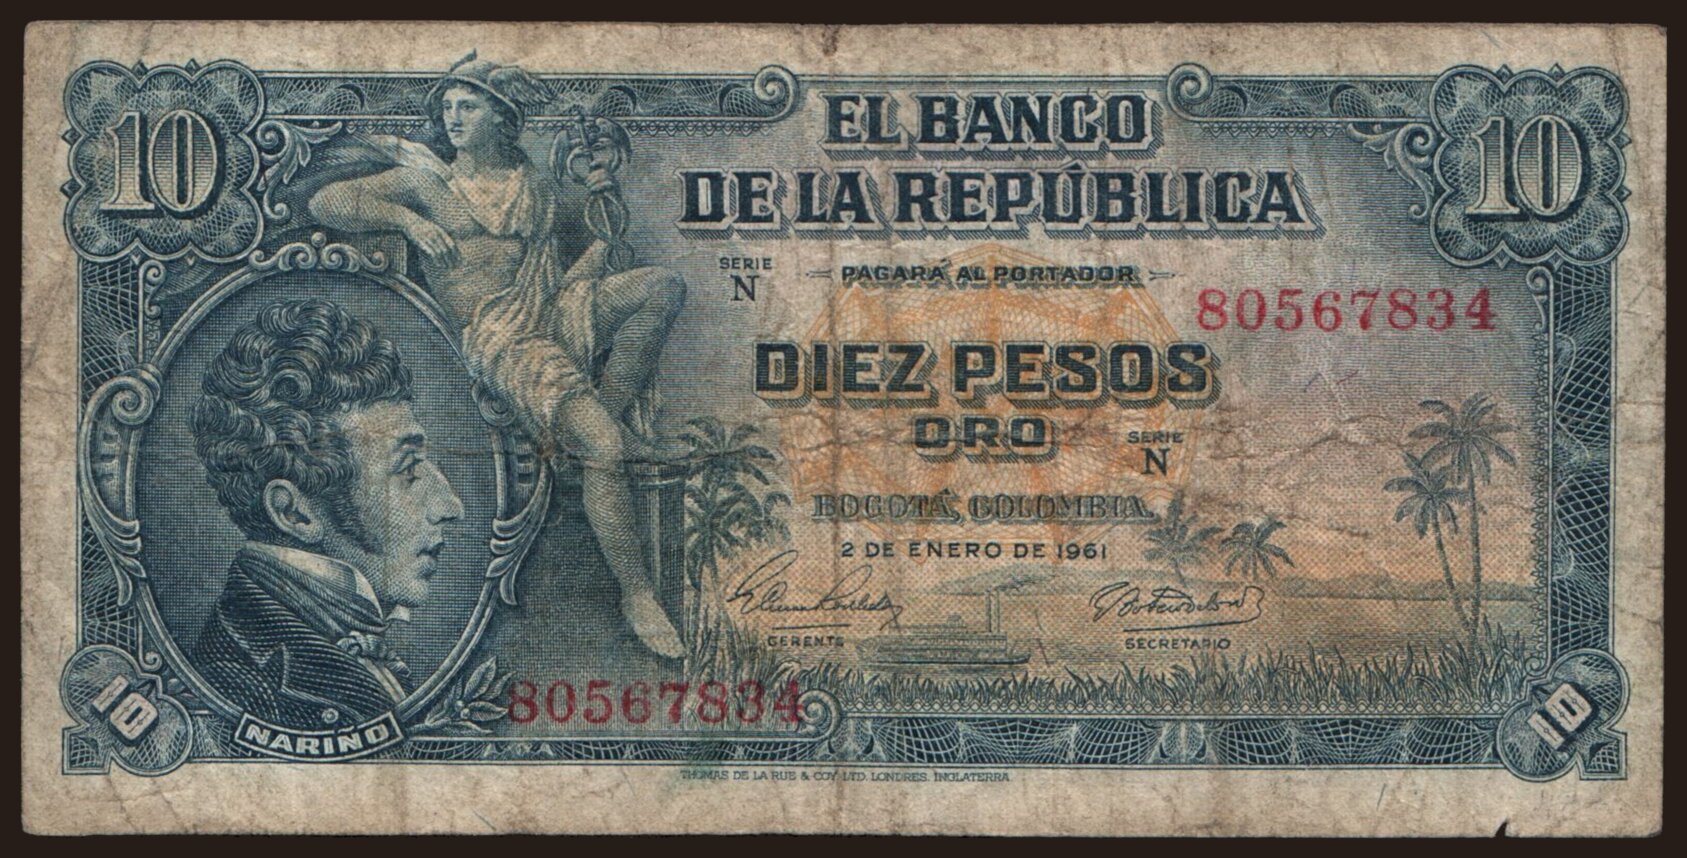 10
EL BANCO
DE LA REPÚBLICA
10
SERIE
N
PAGARÁ AL PORTADOR
80567834
DIEZ PESOS
ORO
SERIE
N
BOGOTÁ, COLOMBIA,
2 DE ENERO DE 1961
GERENTE
SECRETARIO
80567834
10
NARIÑO
10
THOMAS DE LA RUE & COY. LTD. LONDRES. INGLATERRA.